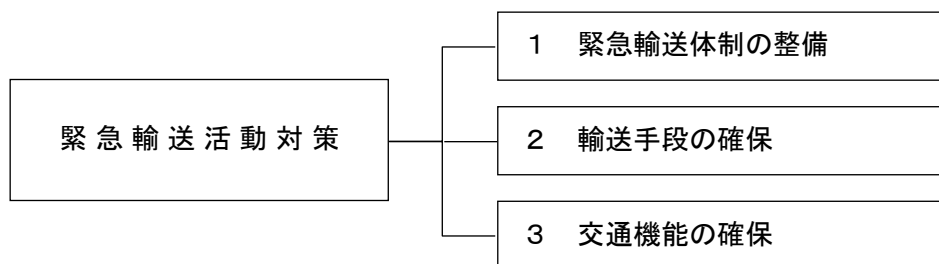 緊急輸送活動対策
１　緊急輸送体制の整備
２　輸送手段の確保
３　交通機能の確保